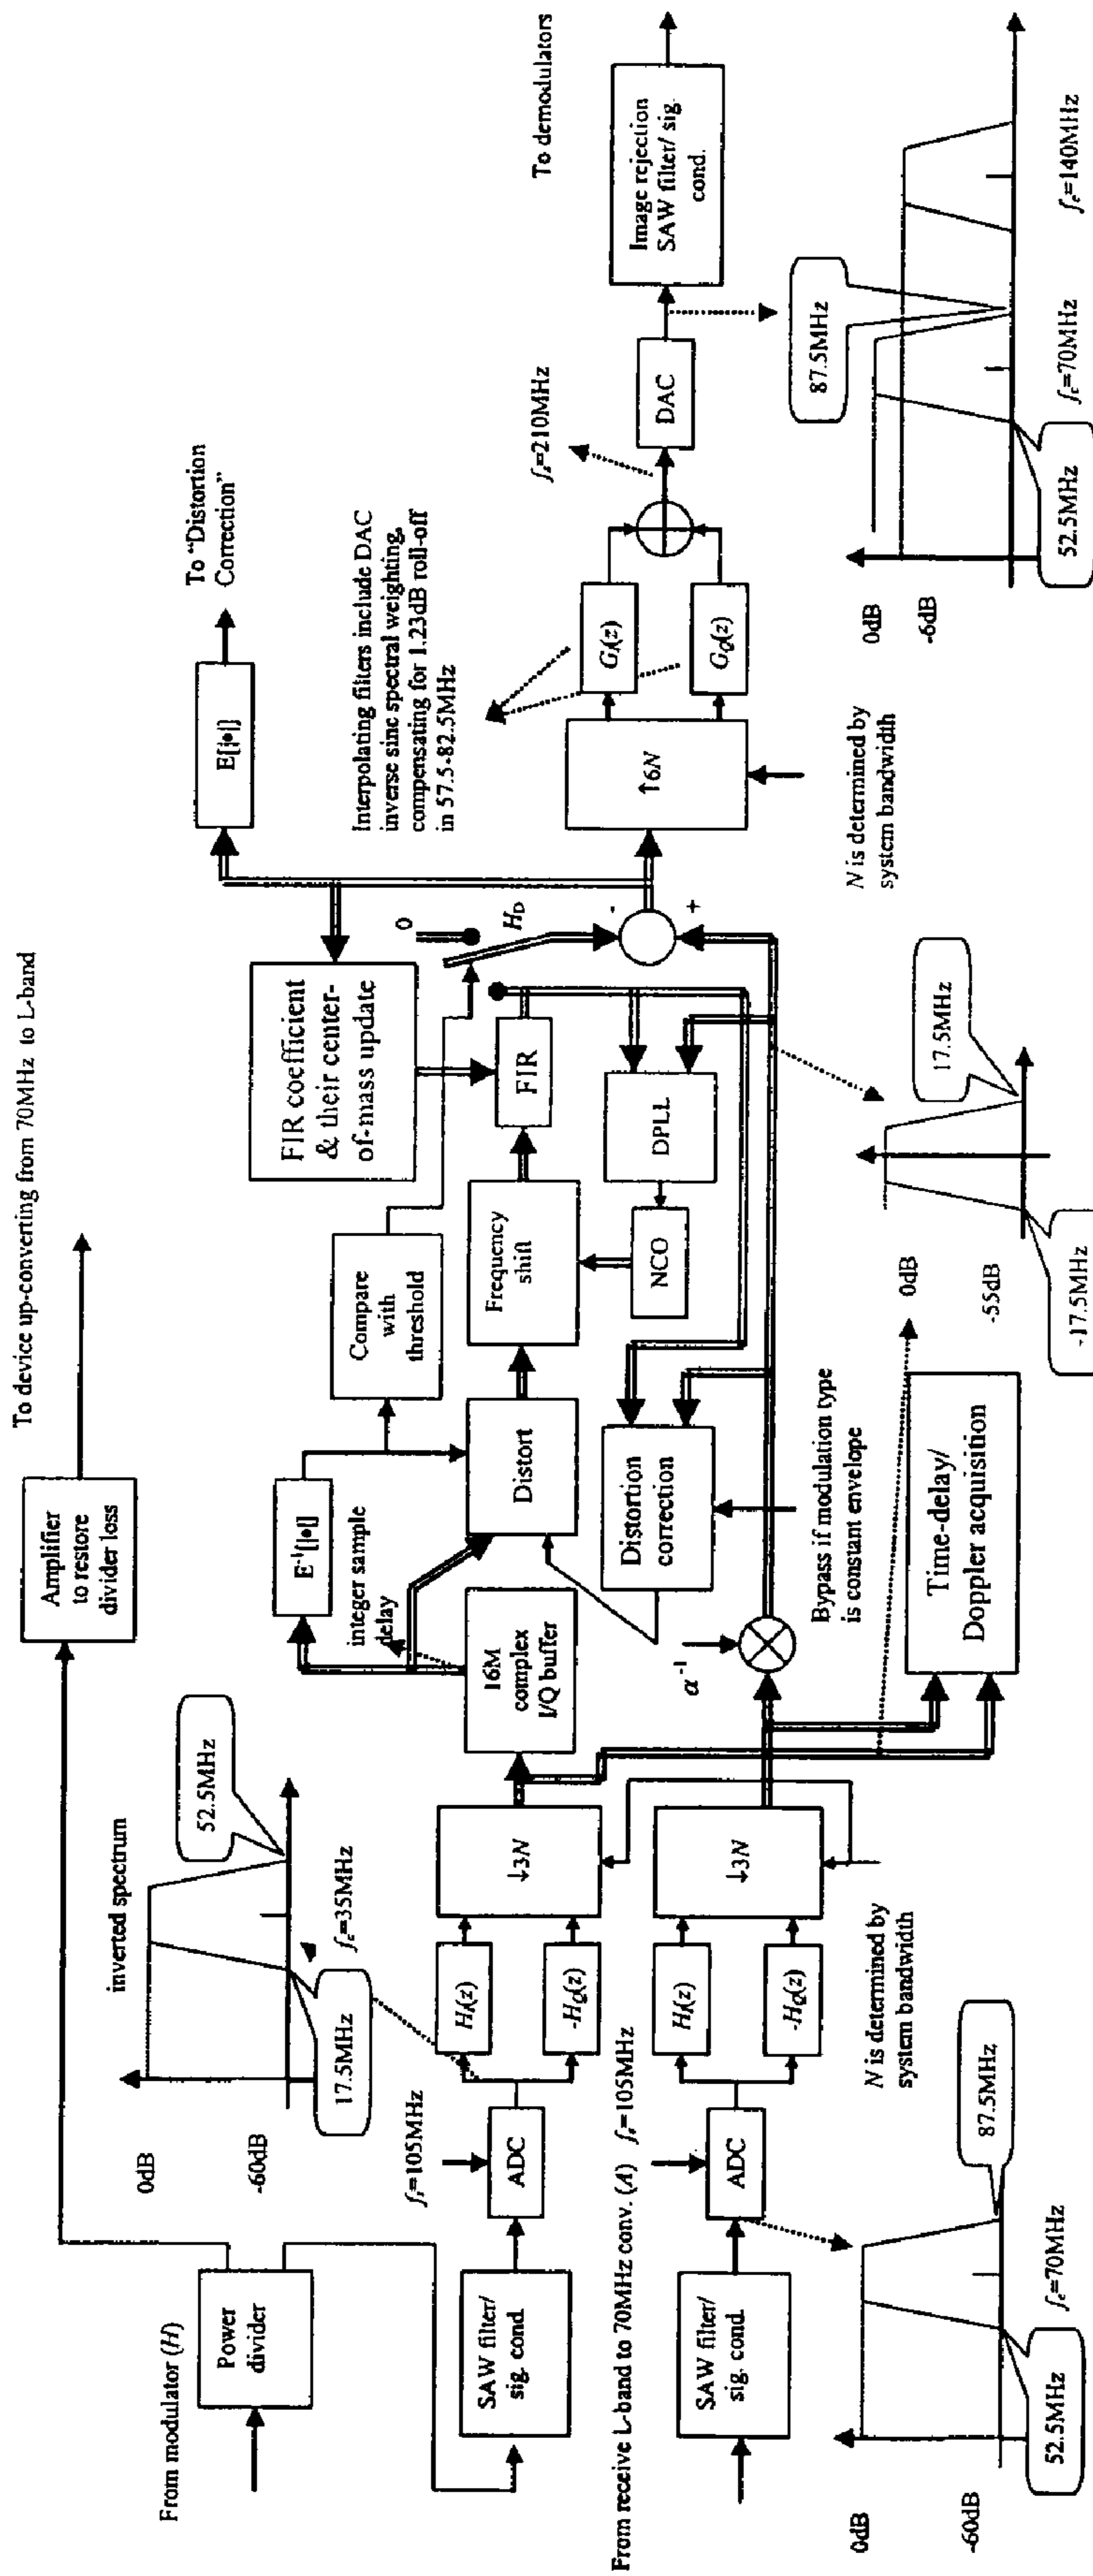 To device up-converting from 70MHz to L-band
Amplifier
to restore
divider loss
From modulator (H)
Power
divider
0dB
-60dB
inverted spectrum
52.5MHz
17.5MHz
fc=35MHz
To "Distortion
Correction"
E[|•|]
FIR coefficient
& their center-
of-mass update
E⁻¹[|•|]
integer sample
delay
Compare
with
threshold
0
HD
Interpolating filters include DAC
inverse sinc spectral weighting,
compensating for 1.23dB roll-off
in 57.5-82.5MHz
SAW filter/
sig. cond.
fs=105MHz
ADC
HI(z)
-HQ(z)
↓3N
16M
complex
I/Q buffer
Distort
Frequency
shift
FIR
-
+
DPLL
NCO
Distortion
correction
Bypass if modulation type
is constant envelope
α⁻¹
From receive L-band to 70MHz conv. (A)
fs=105MHz
SAW filter/
sig. cond.
ADC
HI(z)
-HQ(z)
↓3N
N is determined by
system bandwidth
Time-delay/
Doppler acquisition
↑6N
GI(z)
GQ(z)
N is determined by
system bandwidth
fs=210MHz
DAC
Image rejection
SAW filter/ sig.
cond.
To demodulators
0dB
-60dB
52.5MHz
87.5MHz
fc=70MHz
0dB
-55dB
-17.5MHz
17.5MHz
0dB
-6dB
52.5MHz
87.5MHz
fc=70MHz
fc=140MHz